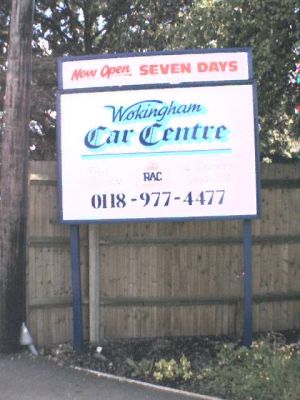 Now Open SEVEN DAYS
Wokingham
Car Centre
RAC
0118-977-4477